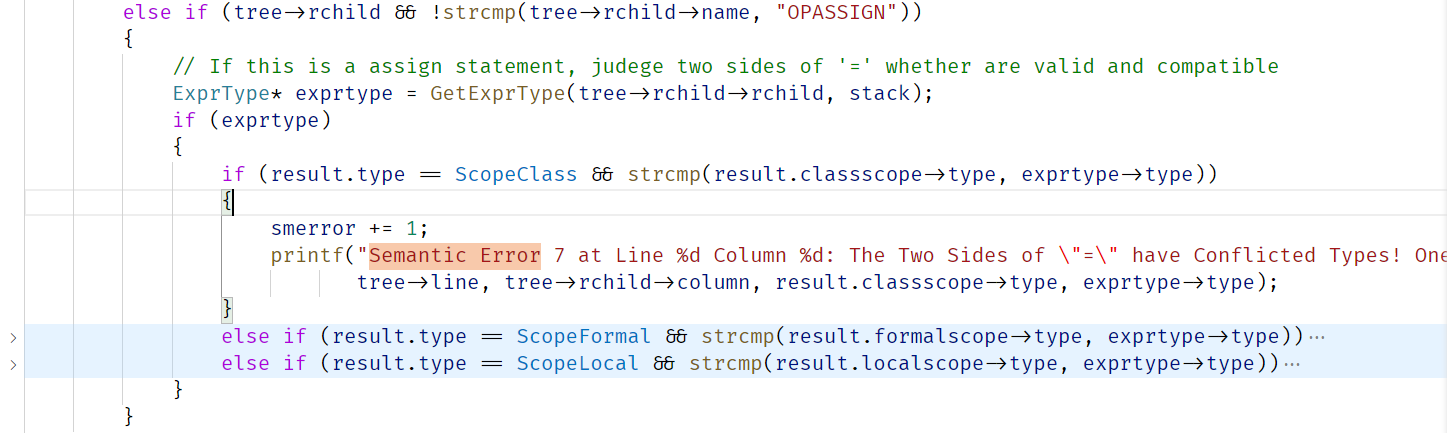 else if (tree->rchild && !strcmp(tree->rchild->name, "OPASSIGN"))
{
// If this is a assign statement, judege two sides of '=' whether are valid and compatible
ExprType* exprtype = GetExprType(tree->rchild->rchild, stack);
if (exprtype)
{
if (result.type == ScopeClass && strcmp(result.classscope->type, exprtype->type))
{
smerror += 1;
printf("Semantic Error 7 at Line %d Column %d: The Two Sides of \"=\" have Conflicted Types! One
tree->line, tree->rchild->column, result.classscope->type, exprtype->type);
}
else if (result.type == ScopeFormal && strcmp(result.formalscope->type, exprtype->type))···
else if (result.type == ScopeLocal && strcmp(result.localscope->type, exprtype->type))···
}
}